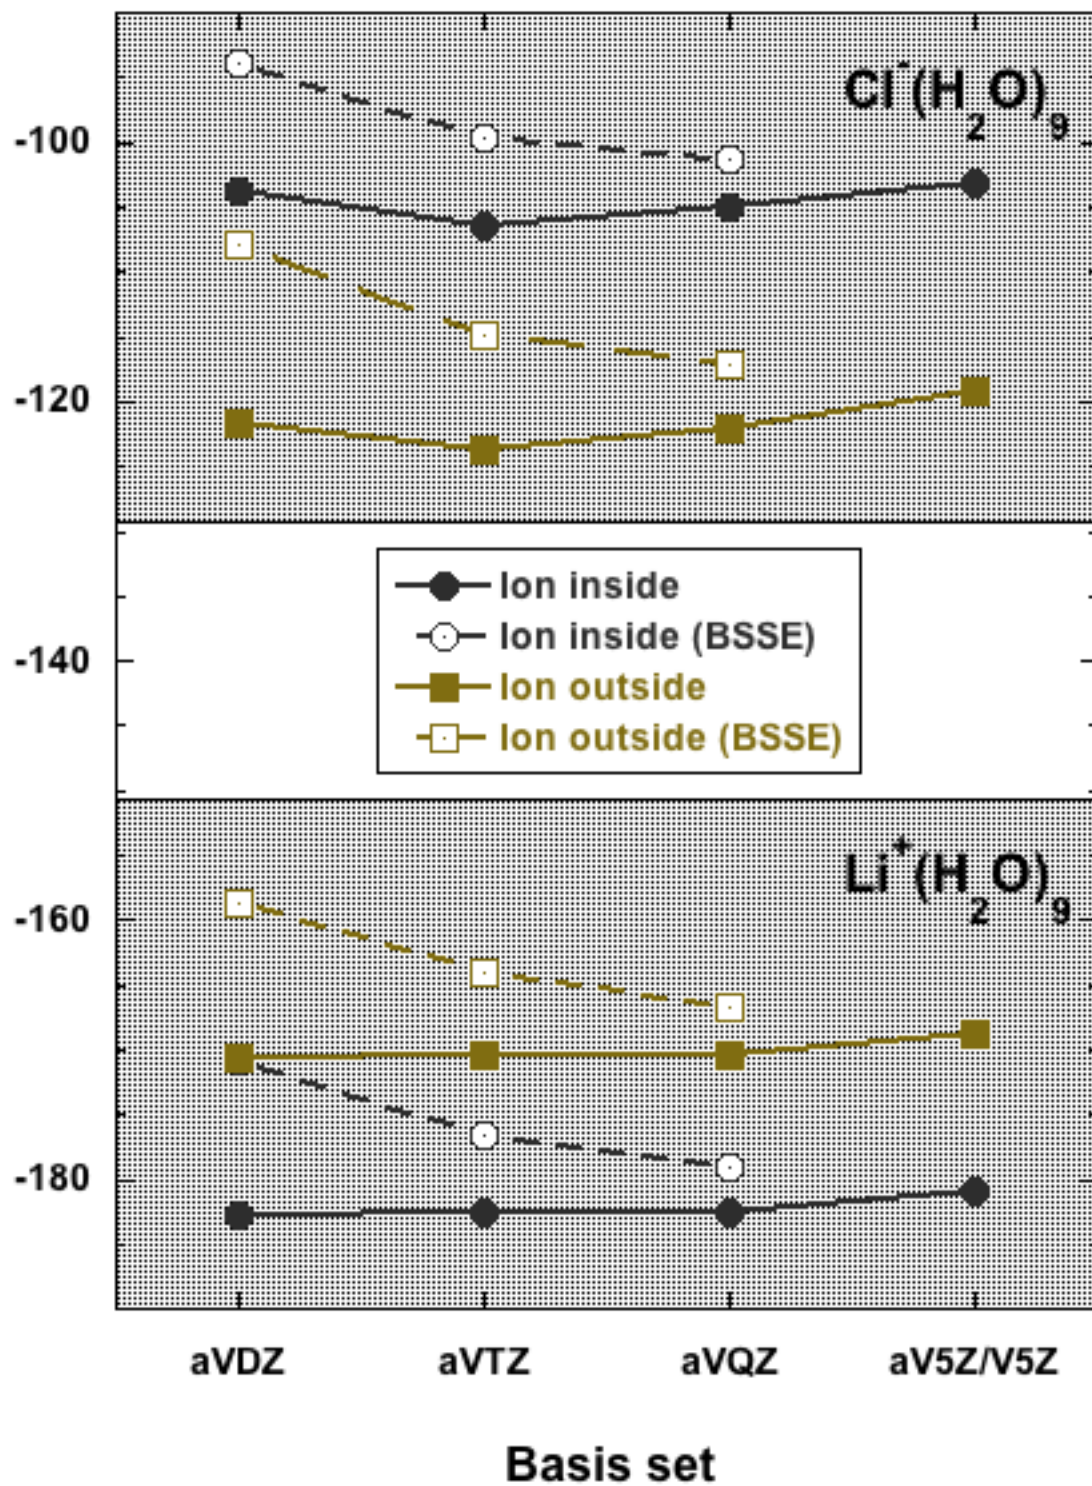 Cl-(H2O)9
-100
-120
Ion inside
Ion inside (BSSE)
-140
Ion outside
Ion outside (BSSE)
Li+(H2O)9
-160
-180
aVDZ aVTZ aVQZ aV5Z/V5Z
Basis set